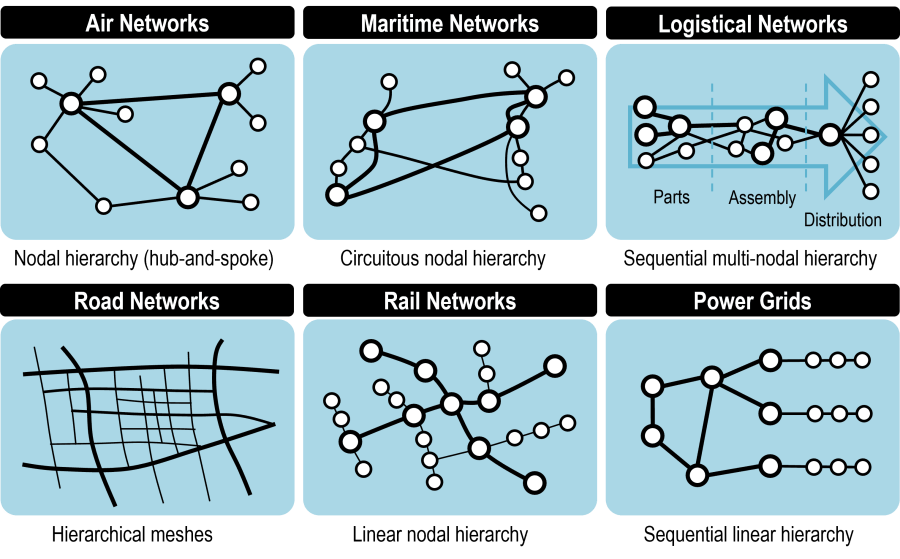 Air Networks
Maritime Networks
Logistical Networks
Parts
Assembly
Distribution
Nodal hierarchy (hub-and-spoke)
Circuitous nodal hierarchy
Sequential multi-nodal hierarchy
Road Networks
Rail Networks
Power Grids
Hierarchical meshes
Linear nodal hierarchy
Sequential linear hierarchy